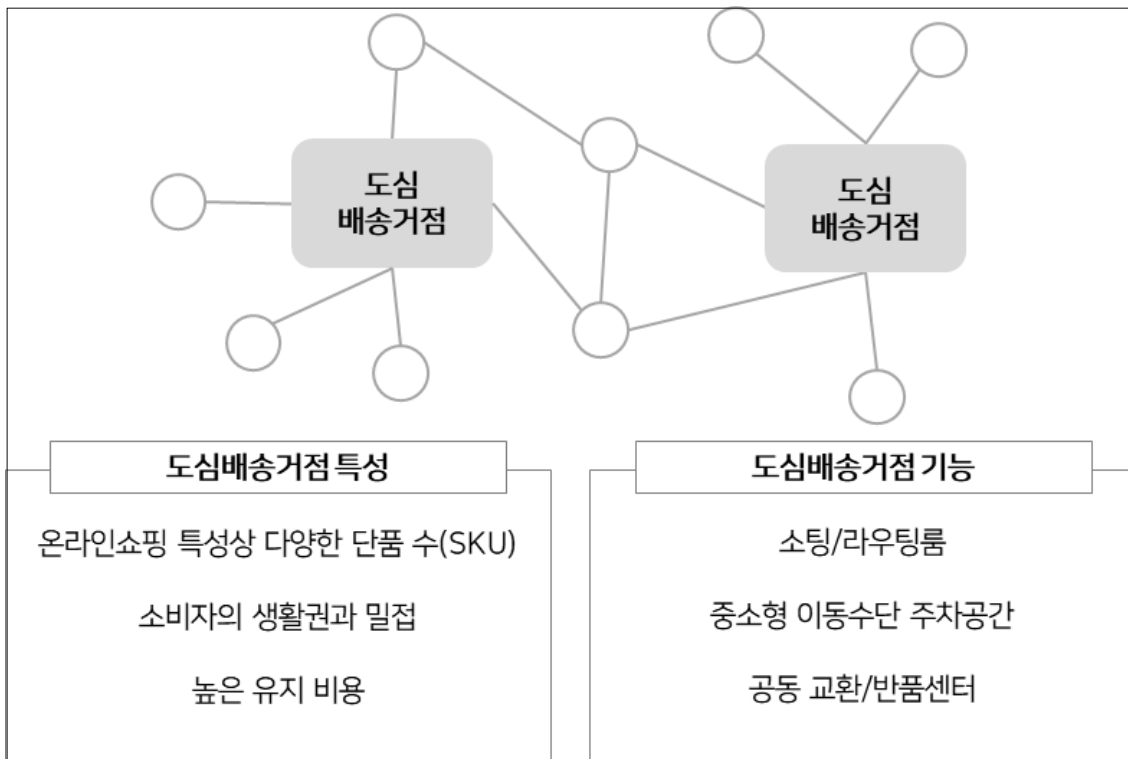 도심
배송거점
도심
배송거점
도심배송거점 특성
온라인쇼핑 특성상 다양한 단품 수(SKU)
소비자의 생활권과 밀접
높은 유지 비용
도심배송거점 기능
소팅/라우팅룸
중소형 이동수단 주차공간
공동 교환/반품센터